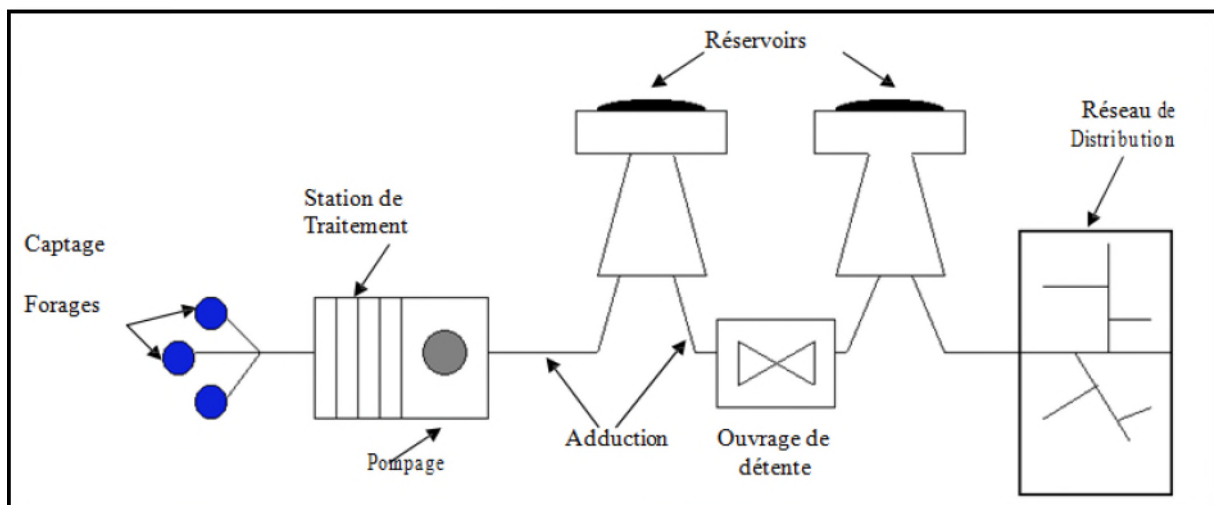 Réservoirs
Réseau de
Distribution
Station de
Traitement
Captage
Forages
Pompage
Adduction
Ouvrage de
détente